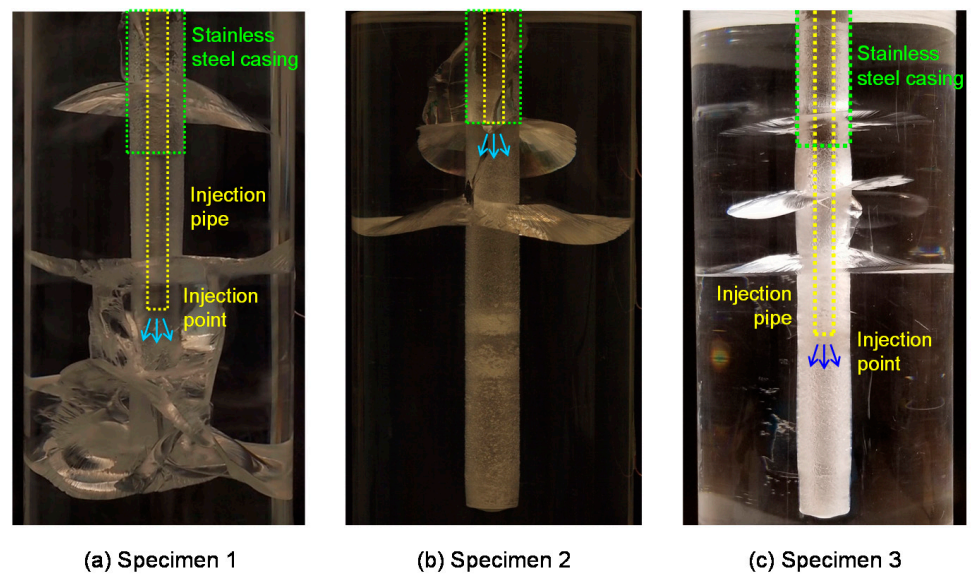 Stainless
steel casing
Injection
pipe
Injection
point
Stainless
steel casing
Injection
pipe
Injection
point
(a) Specimen 1
(b) Specimen 2
(c) Specimen 3